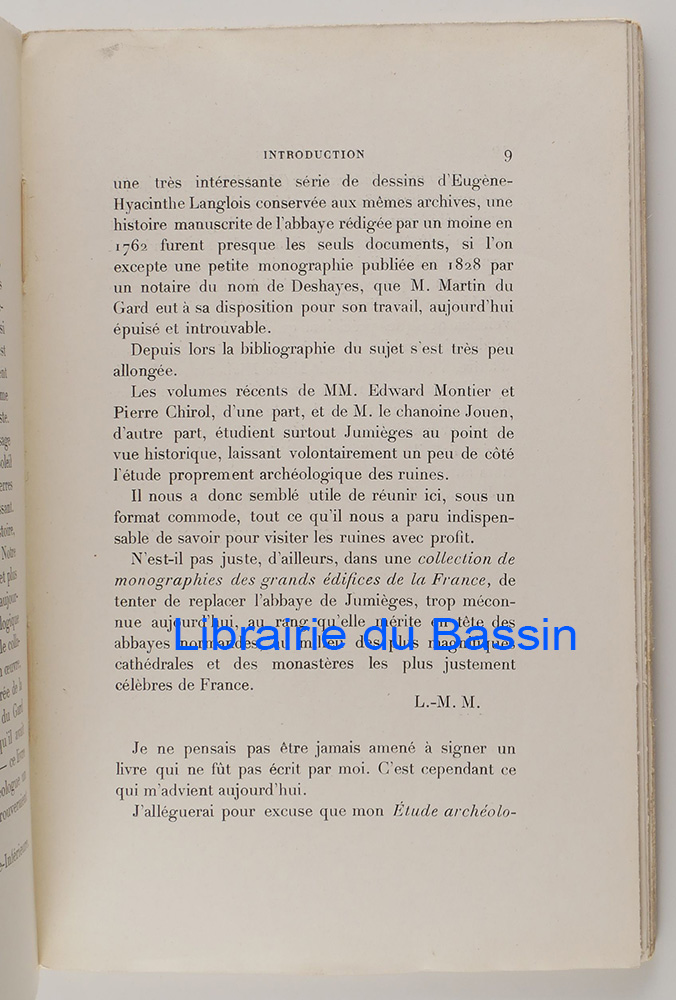 INTRODUCTION 9
une très intéressante série de dessins d'Eugène-
Hyacinthe Langlois conservée aux mêmes archives, une
histoire manuscrite de l'abbaye rédigée par un moine en
1762 furent presque les seuls documents, si l'on
excepte une petite monographie publiée en 1828 par
un notaire du nom de Deshayes, que M. Martin du
Gard eut à sa disposition pour son travail, aujourd'hui
épuisé et introuvable.
Depuis lors la bibliographie du sujet s'est très peu
allongée.
Les volumes récents de MM. Edward Montier et
Pierre Chirol, d'une part, et de M. le chanoine Jouen,
d'autre part, étudient surtout Jumièges au point de
vue historique, laissant volontairement un peu de côté
l'étude proprement archéologique des ruines.
Il nous a donc semblé utile de réunir ici, sous un
format commode, tout ce qu'il nous a paru indispen-
sable de savoir pour visiter les ruines avec profit.
N'est-il pas juste, d'ailleurs, dans une collection de
monographies des grands édifices de la France, de
tenter de replacer l'abbaye de Jumièges, trop mécon-
nue aujourd'hui, au rang qu'elle mérite en tête des
Librairie du Bassin
abbayes normandes, au milieu des plus magnifiques
cathédrales et des monastères les plus justement
célèbres de France.
L.-M. M.
Je ne pensais pas être jamais amené à signer un
livre qui ne fût pas écrit par moi. C'est cependant ce
qui m'advient aujourd'hui.
J'alléguerai pour excuse que mon Étude archéolo-